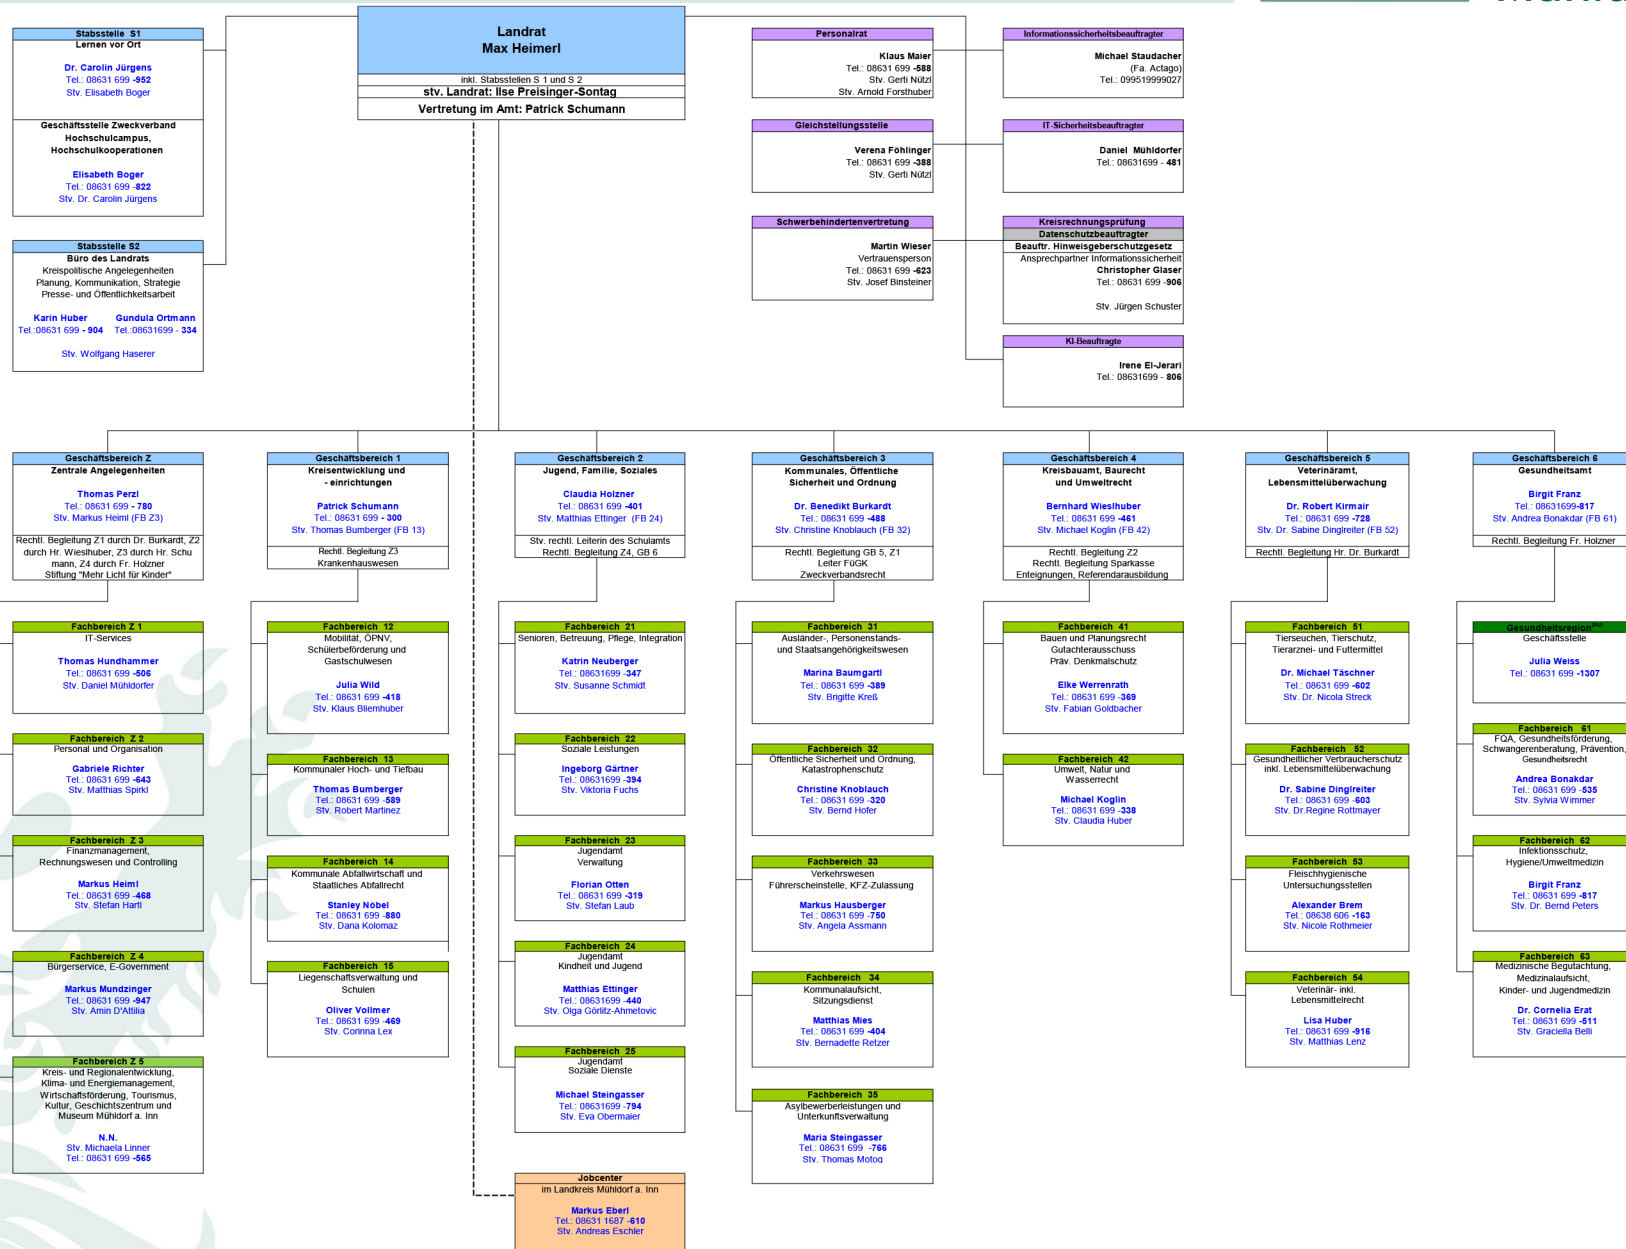 Landrat
Max Heimerl
inkl. Stabsstellen S 1 und S 2
stv. Landrat: Ilse Preisinger-Sontag
Vertretung im Amt: Patrick Schumann
Stabsstelle S1
Lernen vor Ort
Dr. Carolin Jürgens
Tel.: 08631 699 -952
Stv. Elisabeth Boger
Geschäftsstelle Zweckverband
Hochschulcampus,
Hochschulkooperationen
Elisabeth Boger
Tel.: 08631 699 -822
Stv. Dr. Carolin Jürgens
Stabsstelle S2
Büro des Landrats
Kreispolitische Angelegenheiten
Planung, Kommunikation, Strategie
Presse- und Öffentlichkeitsarbeit
Karin Huber Gundula Ortmann
Tel.:08631 699 - 904 Tel.:08631699 - 334
Stv. Wolfgang Haserer
Personalrat
Klaus Maier
Tel.: 08631 699 -588
Stv. Gerti Nützl
Stv. Arnold Forsthuber
Informationssicherheitsbeauftragter
Michael Staudacher
(Fa. Actago)
Tel.: 099519999027
Gleichstellungsstelle
Verena Föhlinger
Tel.: 08631 699 -388
Stv. Gerti Nützl
IT-Sicherheitsbeauftragter
Daniel Mühldorfer
Tel.: 08631699 - 481
Schwerbehindertenvertretung
Martin Wieser
Vertrauensperson
Tel.: 08631 699 -623
Stv. Josef Binsteiner
Kreisrechnungsprüfung
Datenschutzbeauftragter
Beauftr. Hinweisgeberschutzgesetz
Ansprechpartner Informationssicherheit
Christopher Glaser
Tel.: 08631 699 -906
Stv. Jürgen Schuster
KI-Beauftragte
Irene El-Jerari
Tel.: 08631699 - 806
Geschäftsbereich Z
Zentrale Angelegenheiten
Thomas Perzl
Tel.: 08631 699 - 780
Stv. Markus Heiml (FB Z3)
Rechtl. Begleitung Z1 durch Dr. Burkardt, Z2
durch Hr. Wieslhuber, Z3 durch Hr. Schu
mann, Z4 durch Fr. Holzner
Stiftung "Mehr Licht für Kinder"
Fachbereich Z 1
IT-Services
Thomas Hundhammer
Tel.: 08631 699 -506
Stv. Daniel Mühldorfer
Fachbereich Z 2
Personal und Organisation
Gabriele Richter
Tel.: 08631 699 -643
Stv. Matthias Spirkl
Fachbereich Z 3
Finanzmanagement,
Rechnungswesen und Controlling
Markus Heiml
Tel.: 08631 699 -468
Stv. Stefan Hartl
Fachbereich Z 4
Bürgerservice, E-Government
Markus Mundzinger
Tel.: 08631 699 -947
Stv. Amin D'Attilia
Fachbereich Z 5
Kreis- und Regionalentwicklung,
Klima- und Energiemanagement,
Wirtschaftsförderung, Tourismus,
Kultur, Geschichtszentrum und
Museum Mühldorf a. Inn
N.N.
Stv. Michaela Linner
Tel.: 08631 699 -565
Geschäftsbereich 1
Kreisentwicklung und
- einrichtungen
Patrick Schumann
Tel.: 08631 699 - 300
Stv. Thomas Bumberger (FB 13)
Rechtl. Begleitung Z3
Krankenhauswesen
Fachbereich 12
Mobilität, ÖPNV,
Schülerbeförderung und
Gastschulwesen
Julia Wild
Tel.: 08631 699 -418
Stv. Klaus Bliemhuber
Fachbereich 13
Kommunaler Hoch- und Tiefbau
Thomas Bumberger
Tel.: 08631 699 -589
Stv. Robert Martinez
Fachbereich 14
Kommunale Abfallwirtschaft und
Staatliches Abfallrecht
Stanley Nöbel
Tel.: 08631 699 -880
Stv. Dana Kolomaz
Fachbereich 15
Liegenschaftsverwaltung und
Schulen
Oliver Vollmer
Tel.: 08631 699 -469
Stv. Corinna Lex
Geschäftsbereich 2
Jugend, Familie, Soziales
Claudia Holzner
Tel.: 08631 699 -401
Stv. Matthias Ettinger (FB 24)
Stv. rechtl. Leiterin des Schulamts
Rechtl. Begleitung Z4, GB 6
Fachbereich 21
Senioren, Betreuung, Pflege, Integration
Katrin Neuberger
Tel.: 08631699 -347
Stv. Susanne Schmidt
Fachbereich 22
Soziale Leistungen
Ingeborg Gärtner
Tel.: 08631699 -394
Stv. Viktoria Fuchs
Fachbereich 23
Jugendamt
Verwaltung
Florian Otten
Tel.: 08631 699 -319
Stv. Stefan Laub
Fachbereich 24
Jugendamt
Kindheit und Jugend
Matthias Ettinger
Tel.: 08631699 -440
Stv. Olga Görlitz-Ahmetovic
Fachbereich 25
Jugendamt
Soziale Dienste
Michael Steingasser
Tel.: 08631699 -794
Stv. Eva Obermaier
Jobcenter
im Landkreis Mühldorf a. Inn
Markus Eberl
Tel.: 08631 1687 -610
Stv. Andreas Eschler
Geschäftsbereich 3
Kommunales, Öffentliche
Sicherheit und Ordnung
Dr. Benedikt Burkardt
Tel.: 08631 699 -488
Stv. Christine Knoblauch (FB 32)
Rechtl. Begleitung GB 5, Z1
Leiter FüGK
Zweckverbandsrecht
Fachbereich 31
Ausländer-, Personenstands-
und Staatsangehörigkeitswesen
Marina Baumgartl
Tel.: 08631 699 -389
Stv. Brigitte Kreß
Fachbereich 32
Öffentliche Sicherheit und Ordnung,
Katastrophenschutz
Christine Knoblauch
Tel.: 08631 699 -320
Stv. Bernd Hofer
Fachbereich 33
Verkehrswesen
Führerscheinstelle, KFZ-Zulassung
Markus Hausberger
Tel.: 08631 699 -750
Stv. Angela Assmann
Fachbereich 34
Kommunalaufsicht,
Sitzungsdienst
Matthias Mies
Tel.: 08631 699 -404
Stv. Bernadette Retzer
Fachbereich 35
Asylbewerberleistungen und
Unterkunftsverwaltung
Maria Steingasser
Tel.: 08631 699 -766
Stv. Thomas Motog
Geschäftsbereich 4
Kreisbauamt, Baurecht
und Umweltrecht
Bernhard Wieslhuber
Tel.: 08631 699 -461
Stv. Michael Koglin (FB 42)
Rechtl. Begleitung Z2
Rechtl. Begleitung Sparkasse
Enteignungen, Referendarausbildung
Fachbereich 41
Bauen und Planungsrecht
Gutachterausschuss
Präv. Denkmalschutz
Elke Werrenrath
Tel.: 08631 699 -369
Stv. Fabian Goldbacher
Fachbereich 42
Umwelt, Natur und
Wasserrecht
Michael Koglin
Tel.: 08631 699 -338
Stv. Claudia Huber
Geschäftsbereich 5
Veterinäramt,
Lebensmittelüberwachung
Dr. Robert Kirmair
Tel.: 08631 699 -728
Stv. Dr. Sabine Dinglreiter (FB 52)
Rechtl. Begleitung Hr. Dr. Burkardt
Fachbereich 51
Tierseuchen, Tierschutz,
Tierarznei- und Futtermittel
Dr. Michael Täschner
Tel.: 08631 699 -602
Stv. Dr. Nicola Streck
Fachbereich 52
Gesundheitlicher Verbraucherschutz
inkl. Lebensmittelüberwachung
Dr. Sabine Dinglreiter
Tel.: 08631 699 -603
Stv. Dr.Regine Rottmayer
Fachbereich 53
Fleischhygienische
Untersuchungsstellen
Alexander Brem
Tel.: 08638 606 -163
Stv. Nicole Rothmeier
Fachbereich 54
Veterinär- inkl.
Lebensmittelrecht
Lisa Huber
Tel.: 08631 699 -916
Stv. Matthias Lenz
Geschäftsbereich 6
Gesundheitsamt
Birgit Franz
Tel.: 08631699-817
Stv. Andrea Bonakdar (FB 61)
Rechtl. Begleitung Fr. Holzner
Gesundheitsregion plus
Geschäftsstelle
Julia Weiss
Tel.: 08631 699 -1307
Fachbereich 61
FQA, Gesundheitsförderung,
Schwangerenberatung, Prävention,
Gesundheitsrecht
Andrea Bonakdar
Tel.: 08631 699 -535
Stv. Sylvia Wimmer
Fachbereich 62
Infektionsschutz,
Hygiene/Umweltmedizin
Birgit Franz
Tel.: 08631 699 -817
Stv. Dr. Bernd Peters
Fachbereich 63
Medizinische Begutachtung,
Medizinalaufsicht,
Kinder- und Jugendmedizin
Dr. Cornelia Erat
Tel.: 08631 699 -511
Stv. Graciella Belli